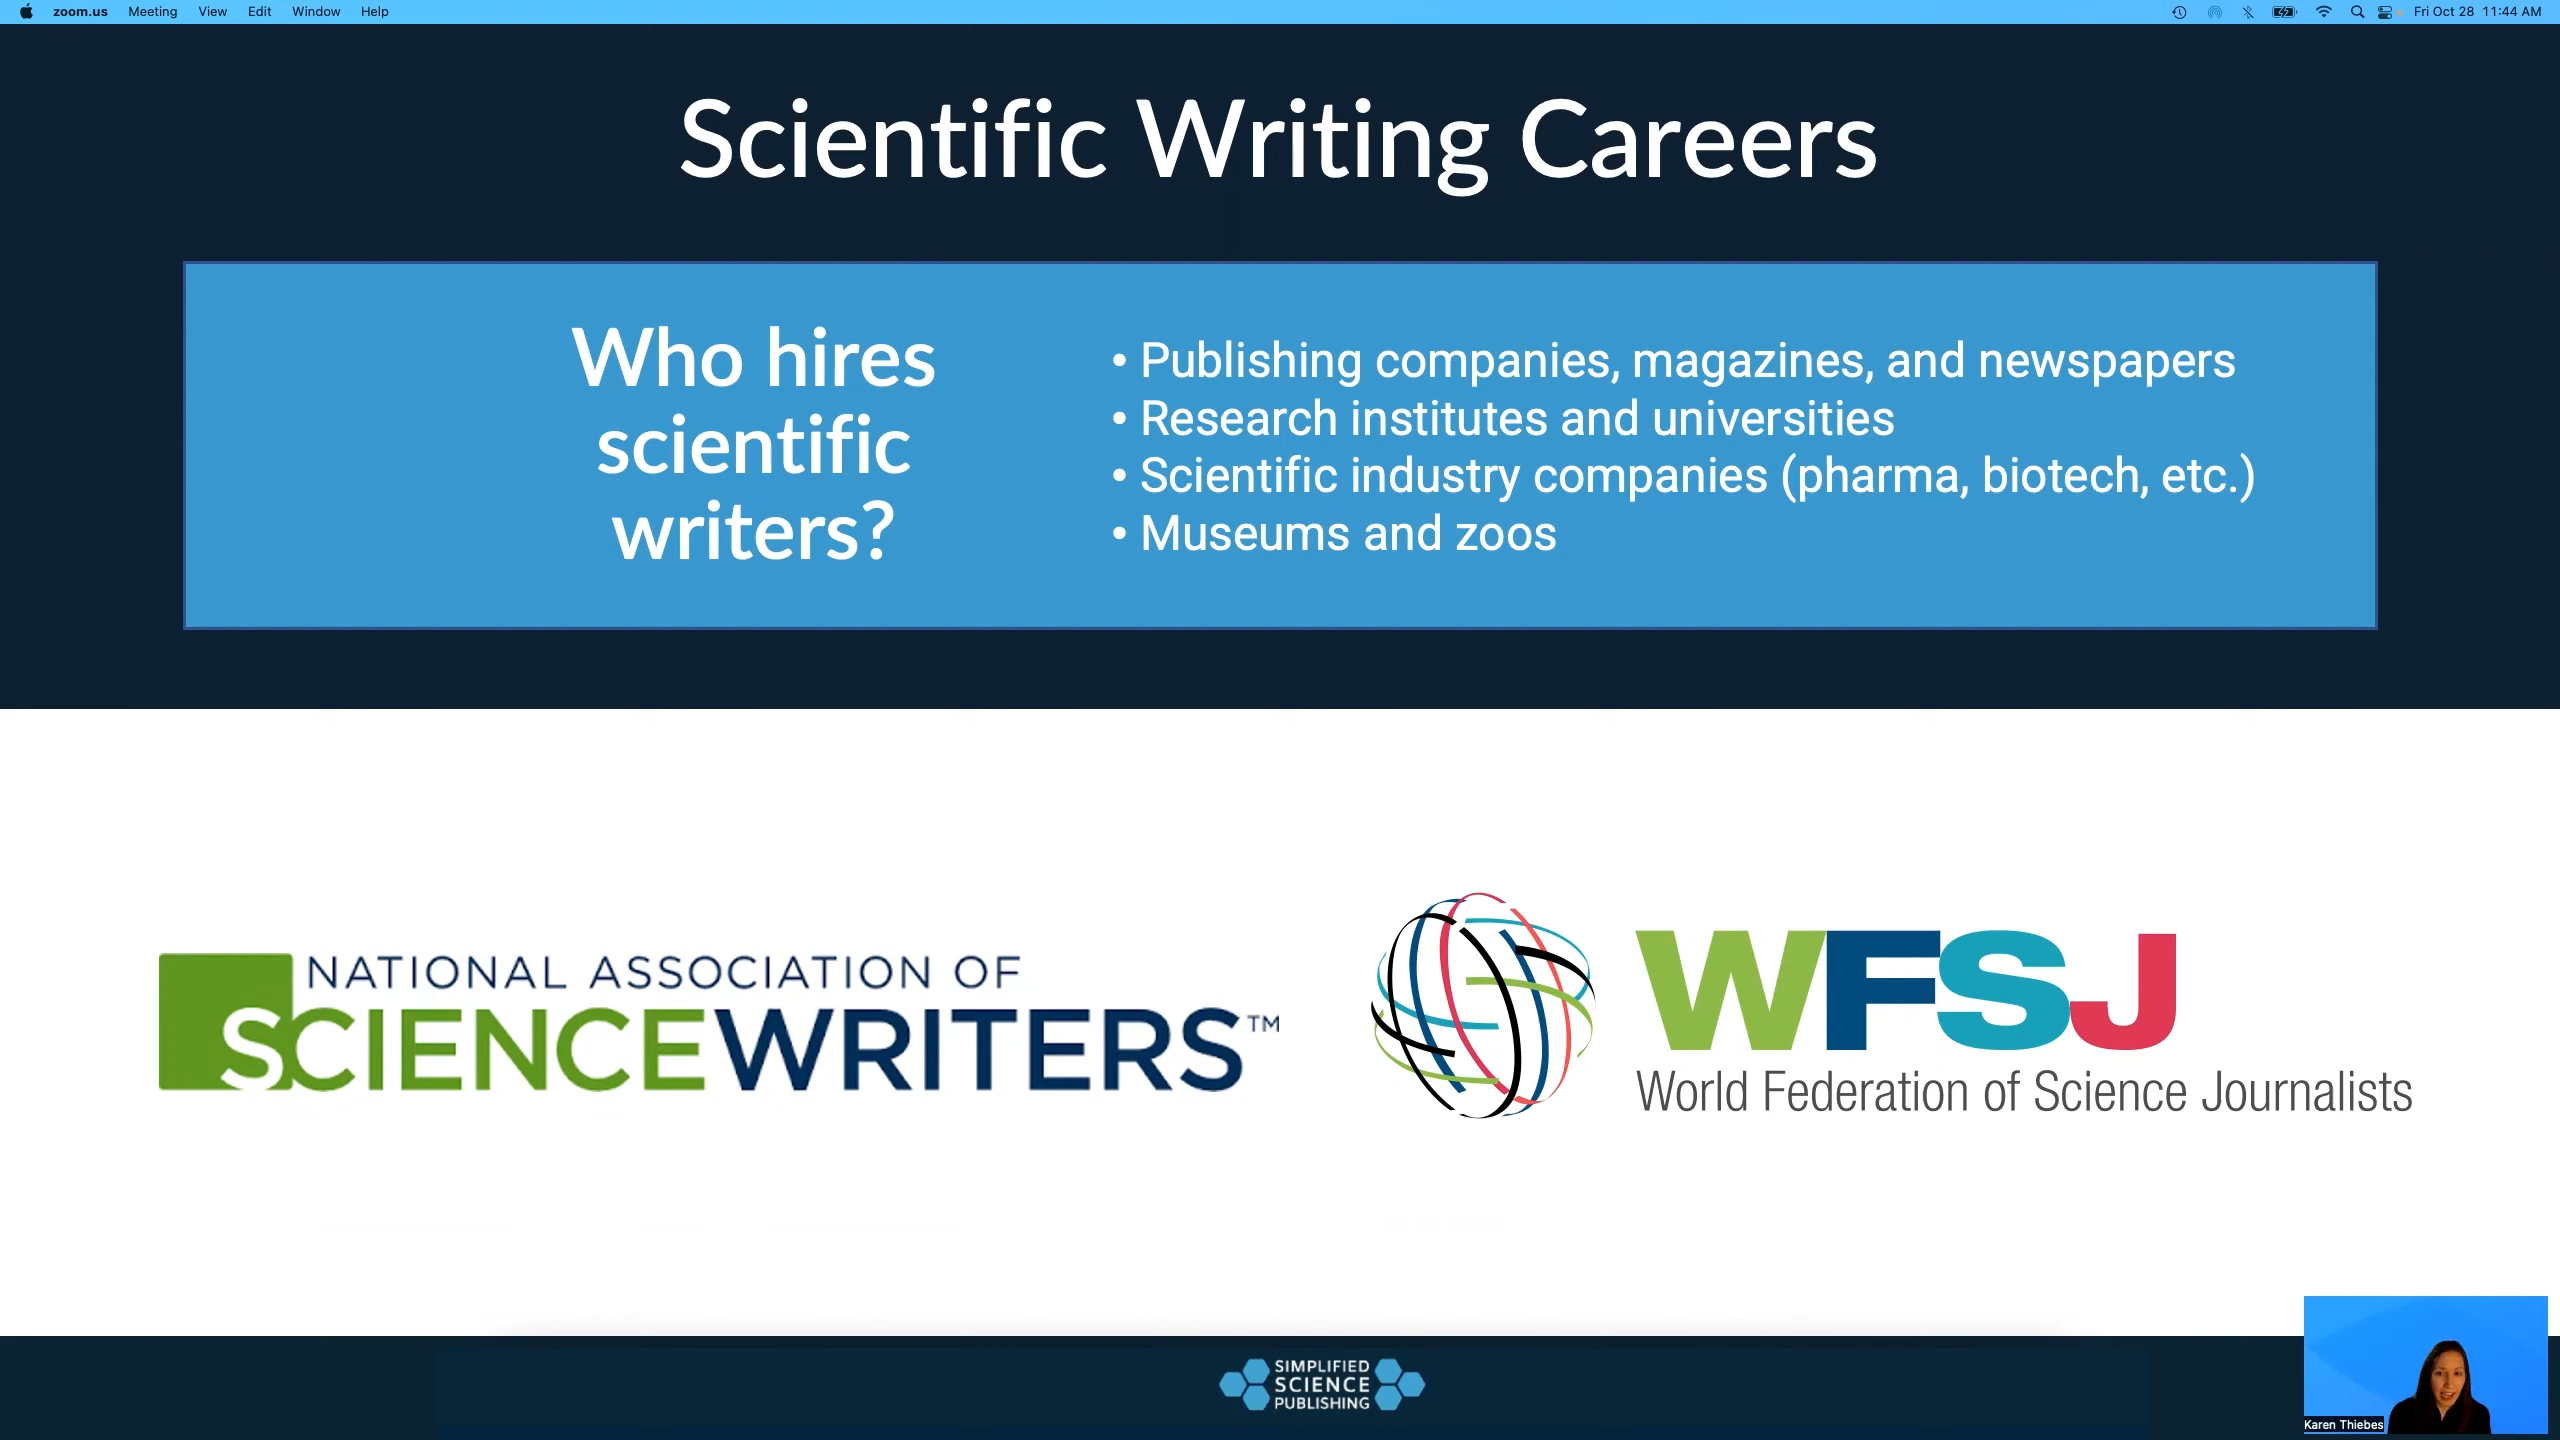 zoom.us Meeting View Edit Window Help Fri Oct 28 11:44 AM
Scientific Writing Careers
Who hires
scientific
writers?
• Publishing companies, magazines, and newspapers
• Research institutes and universities
• Scientific industry companies (pharma, biotech, etc.)
• Museums and zoos
NATIONAL ASSOCIATION OF
SCIENCEWRITERS™
WFSJ
World Federation of Science Journalists
SIMPLIFIED
SCIENCE
PUBLISHING
Karen Thiebes